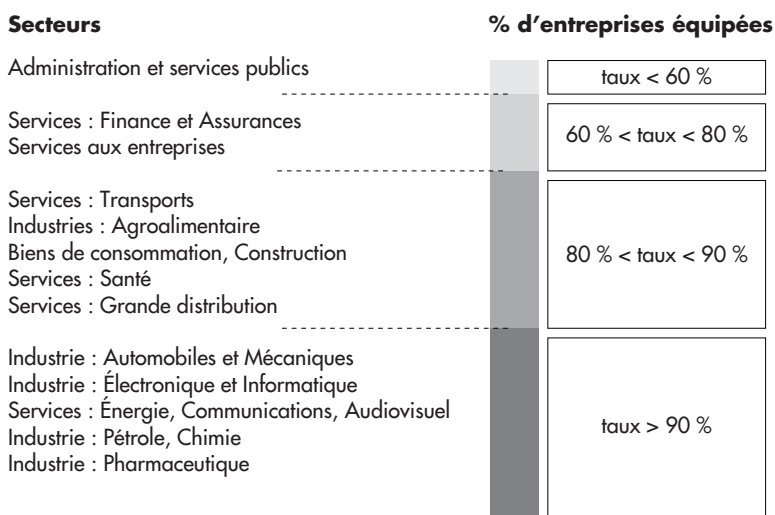 Secteurs % d’entreprises équipées
Administration et services publics taux < 60 %
Services : Finance et Assurances
Services aux entreprises
60 % < taux < 80 %
Services : Transports
Industries : Agroalimentaire
Biens de consommation, Construction
Services : Santé
Services : Grande distribution
80 % < taux < 90 %
Industrie : Automobiles et Mécaniques
Industrie : Électronique et Informatique
Services : Énergie, Communications, Audiovisuel
Industrie : Pétrole, Chimie
Industrie : Pharmaceutique
taux > 90 %